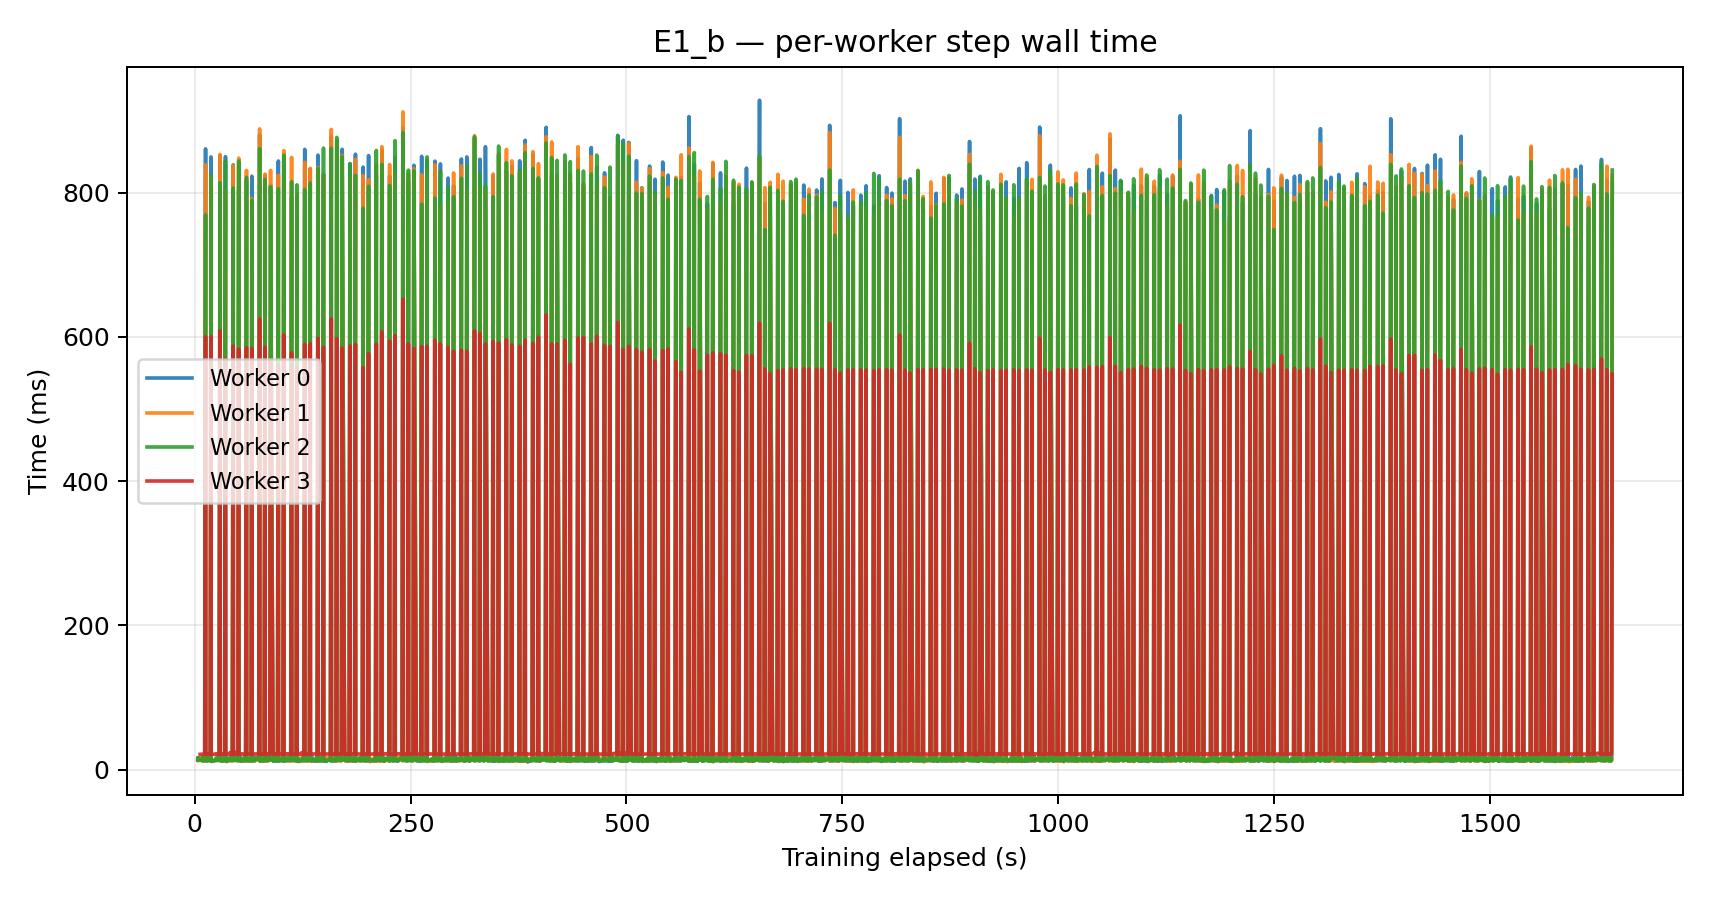 E1_b — per-worker step wall time
Time (ms)
800
600
400
200
0
Worker 0
Worker 1
Worker 2
Worker 3
0 250 500 750 1000 1250 1500
Training elapsed (s)